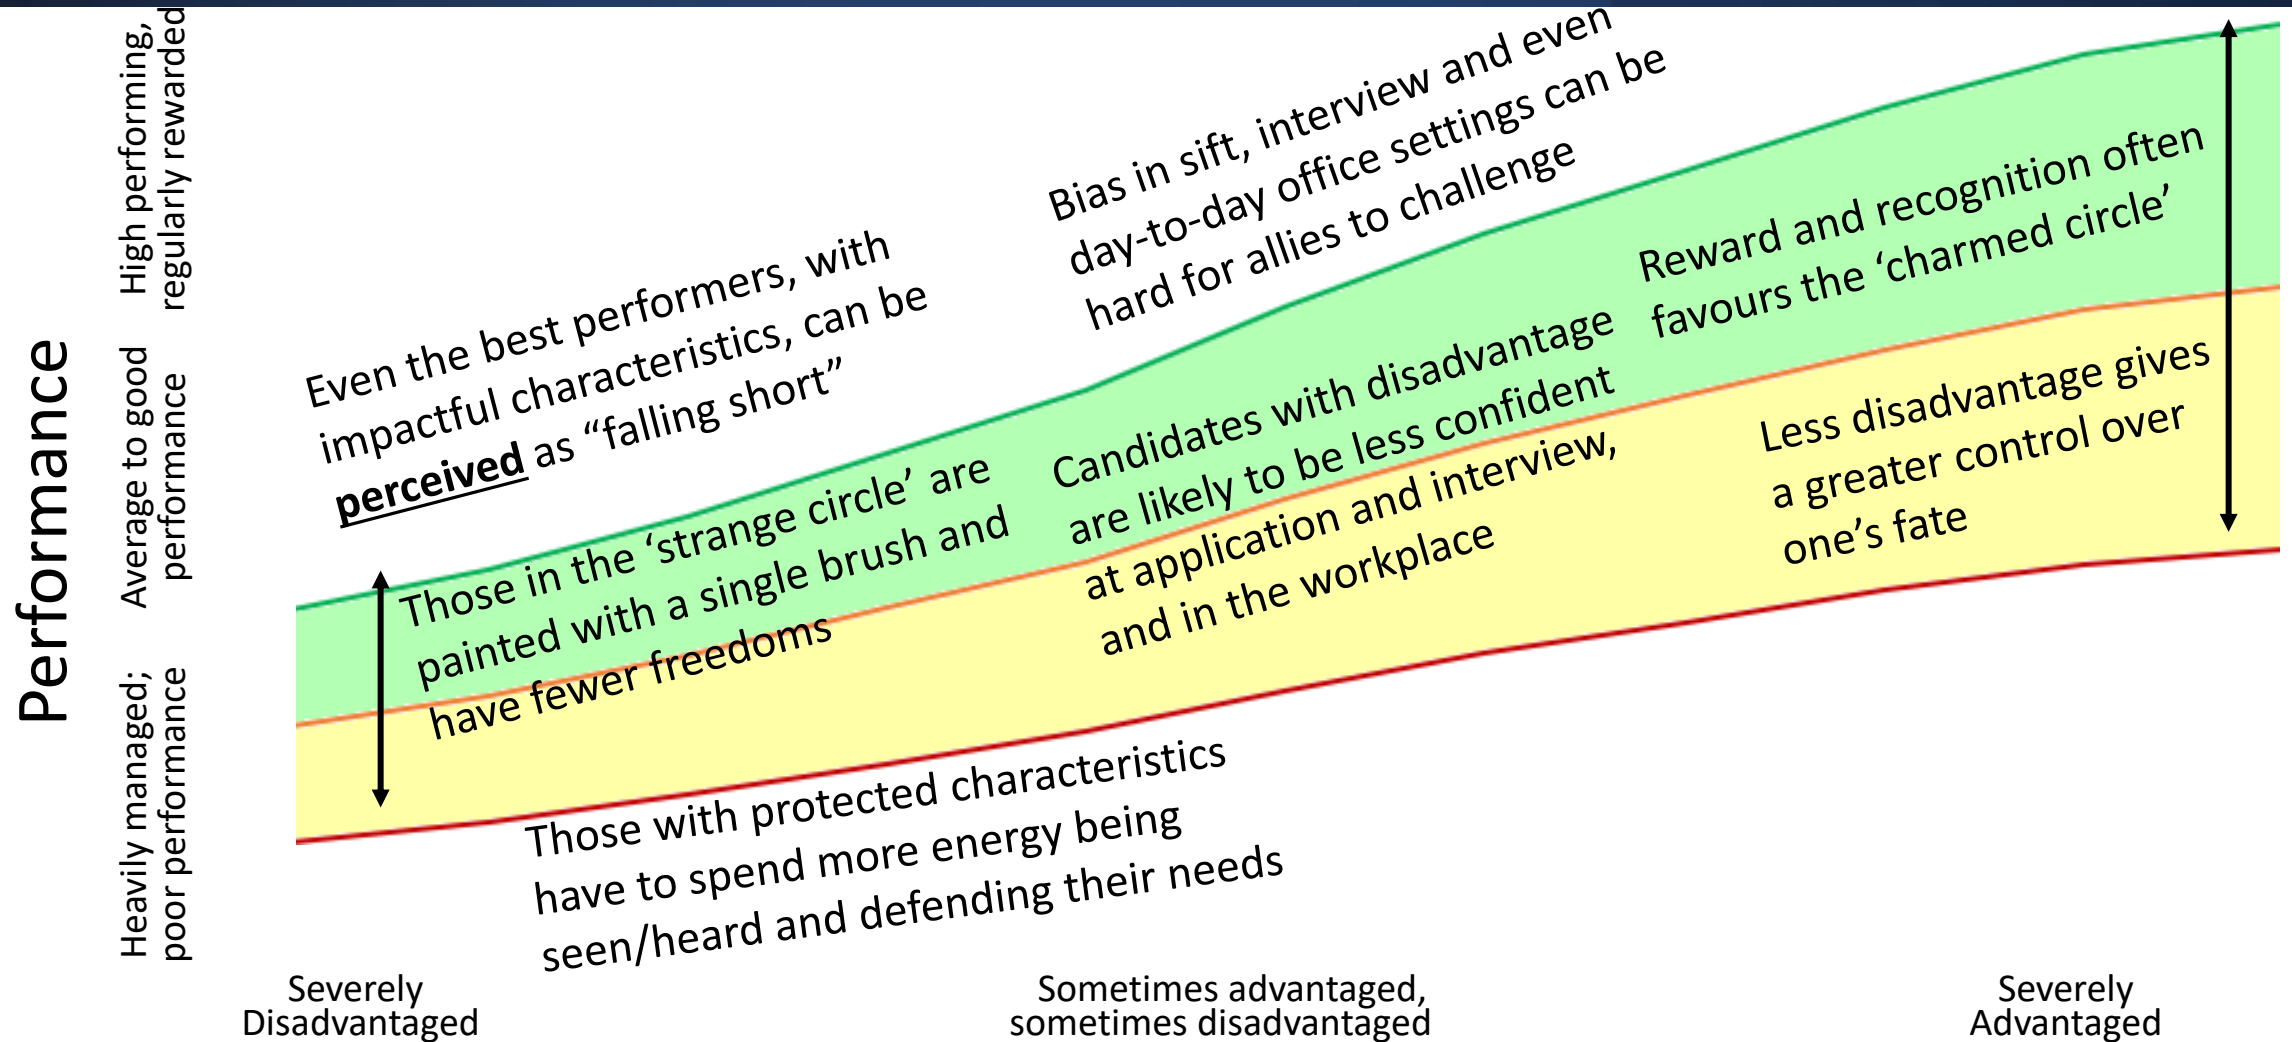 Performance
High performing,
regularly rewarded
Average to good
performance
Heavily managed;
poor performance
Even the best performers, with
impactful characteristics, can be
perceived as “falling short”
Bias in sift, interview and even
day-to-day office settings can be
hard for allies to challenge
Reward and recognition often
favours the ‘charmed circle’
Those in the ‘strange circle’ are
painted with a single brush and
have fewer freedoms
Candidates with disadvantage
are likely to be less confident
at application and interview,
and in the workplace
Less disadvantage gives
a greater control over
one’s fate
Those with protected characteristics
have to spend more energy being
seen/heard and defending their needs
Severely
Disadvantaged
Sometimes advantaged,
sometimes disadvantaged
Severely
Advantaged